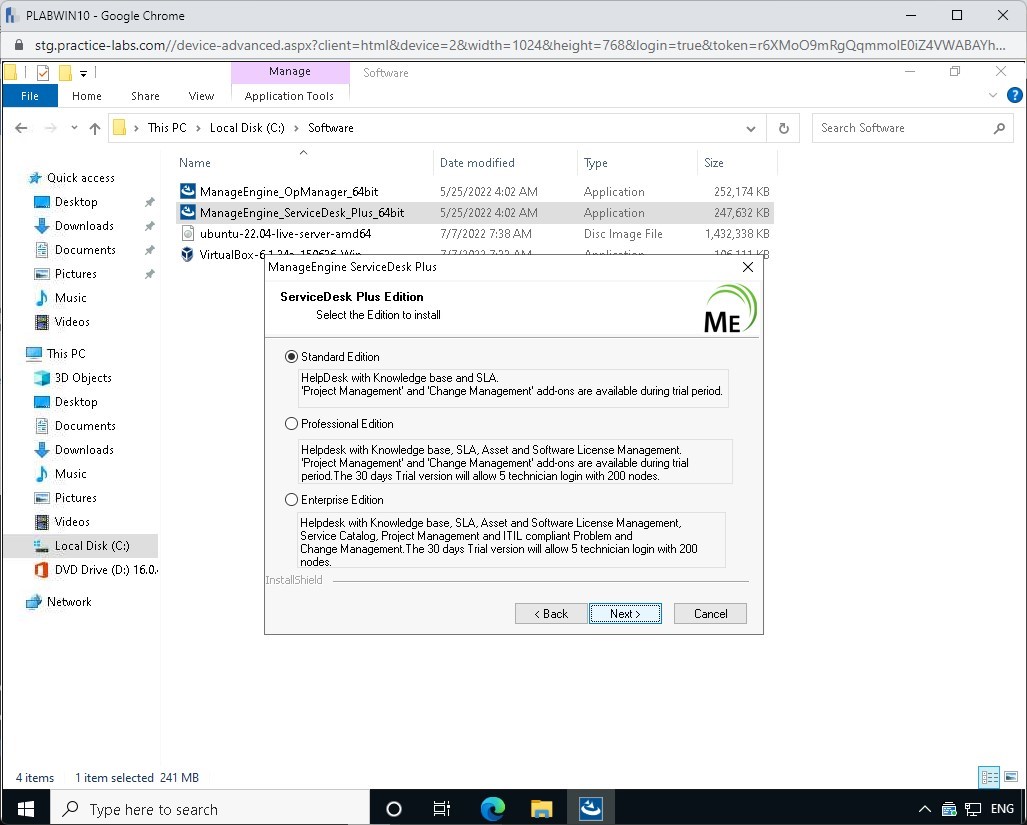 PLABWIN10 - Google Chrome
stg.practice-labs.com//device-advanced.aspx?client=html&device=2&width=1024&height=768&login=true&token=r6XMoO9mRgQqmmolE0iZ4VWABAYh...
Manage
Software
File
Home
Share
View
Application Tools
This PC
Local Disk (C:)
Software
Search Software
Name
Date modified
Type
Size
ManageEngine_OpManager_64bit 5/25/2022 4:02 AM Application 252,174 KB
ManageEngine_ServiceDesk_Plus_64bit 5/25/2022 4:02 AM Application 247,632 KB
ubuntu-22.04-live-server-amd64 7/7/2022 7:38 AM Disc Image File 1,432,338 KB
Quick access
Desktop
Downloads
Documents
Pictures
Music
Videos
This PC
3D Objects
Desktop
Documents
Downloads
Music
Pictures
Videos
Local Disk (C:)
DVD Drive (D:) 16.0.
Network
ManageEngine ServiceDesk Plus
ServiceDesk Plus Edition
Select the Edition to install
ME
Standard Edition
HelpDesk with Knowledge base and SLA.
'Project Management' and 'Change Management' add-ons are available during trial period.
Professional Edition
Helpdesk with Knowledge base, SLA, Asset and Software License Management.
'Project Management' and 'Change Management' add-ons are available during trial
period.The 30 days Trial version will allow 5 technician login with 200 nodes.
Enterprise Edition
Helpdesk with Knowledge base, SLA, Asset and Software License Management,
Service Catalog, Project Management and ITIL compliant Problem and
Change Management.The 30 days Trial version will allow 5 technician login with 200
nodes.
InstallShield
< Back
Next >
Cancel
4 items
1 item selected 241 MB
Type here to search
ENG